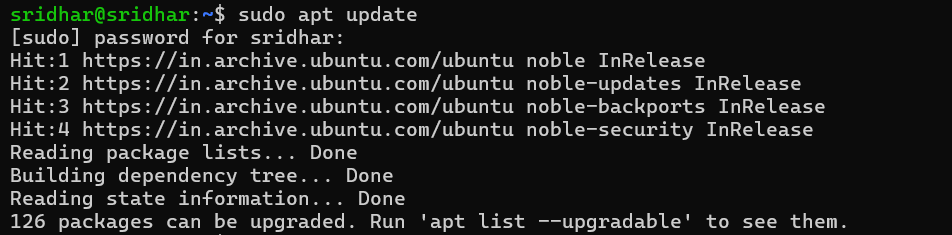 sridhar@sridhar:~$ sudo apt update
[sudo] password for sridhar:
Hit:1 https://in.archive.ubuntu.com/ubuntu noble InRelease
Hit:2 https://in.archive.ubuntu.com/ubuntu noble-updates InRelease
Hit:3 https://in.archive.ubuntu.com/ubuntu noble-backports InRelease
Hit:4 https://in.archive.ubuntu.com/ubuntu noble-security InRelease
Reading package lists... Done
Building dependency tree... Done
Reading state information... Done
126 packages can be upgraded. Run 'apt list --upgradable' to see them.